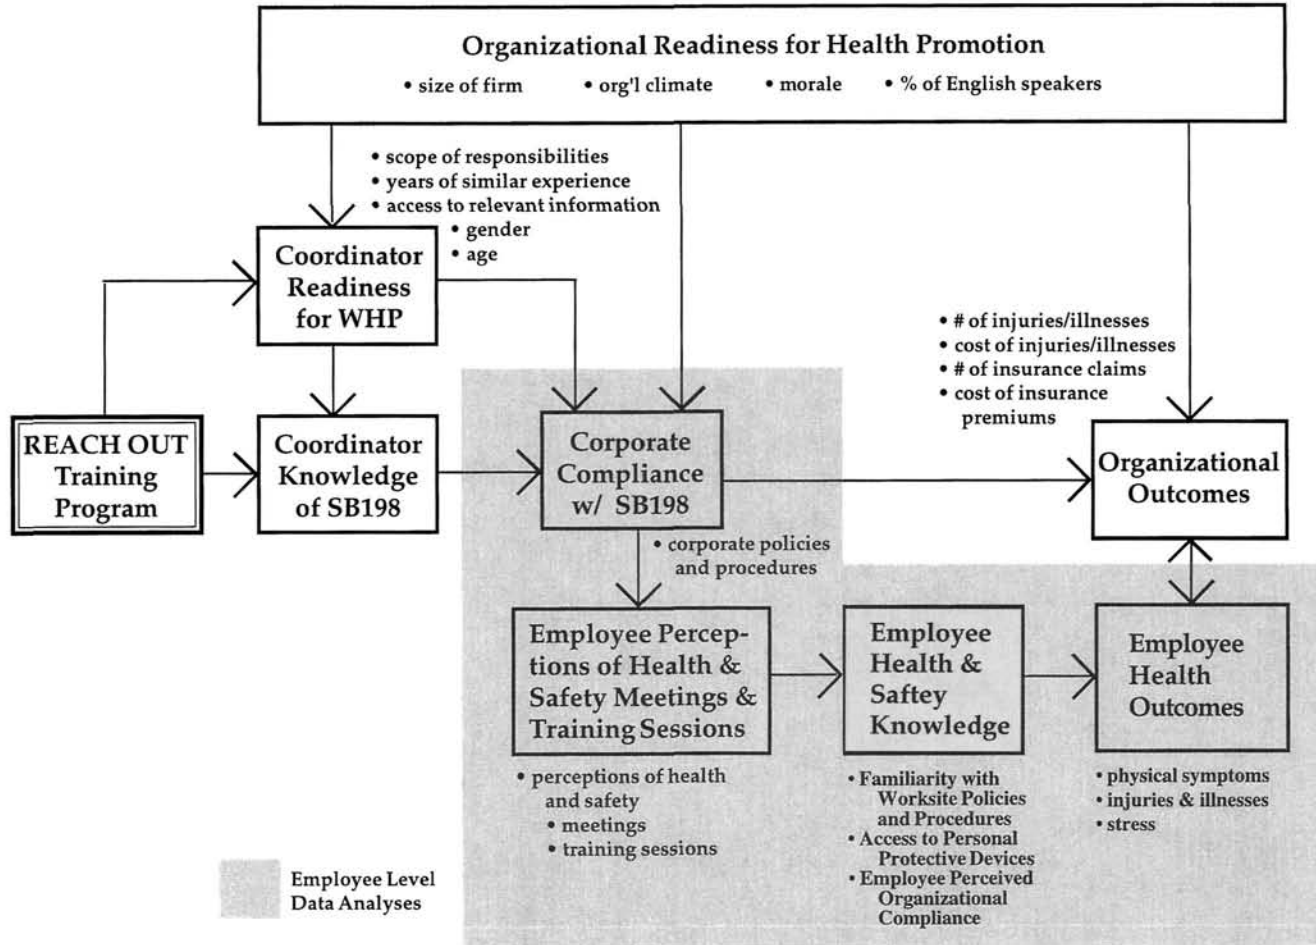 Organizational Readiness for Health Promotion
• size of firm • org'l climate • morale • % of English speakers
• scope of responsibilities
• years of similar experience
• access to relevant information
• gender
• age
Coordinator
Readiness
for WHP
• # of injuries/illnesses
• cost of injuries/illnesses
• # of insurance claims
• cost of insurance
premiums
REACH OUT
Training
Program
Coordinator
Knowledge
of SB198
Corporate
Compliance
w/ SB198
Organizational
Outcomes
• corporate policies
and procedures
Employee Percep-
tions of Health &
Safety Meetings &
Training Sessions
Employee
Health &
Saftey
Knowledge
Employee
Health
Outcomes
• perceptions of health
and safety
• meetings
• training sessions
• Familiarity with
Worksite Policies
and Procedures
• Access to Personal
Protective Devices
• Employee Perceived
Organizational
Compliance
• physical symptoms
• injuries & illnesses
• stress
Employee Level
Data Analyses